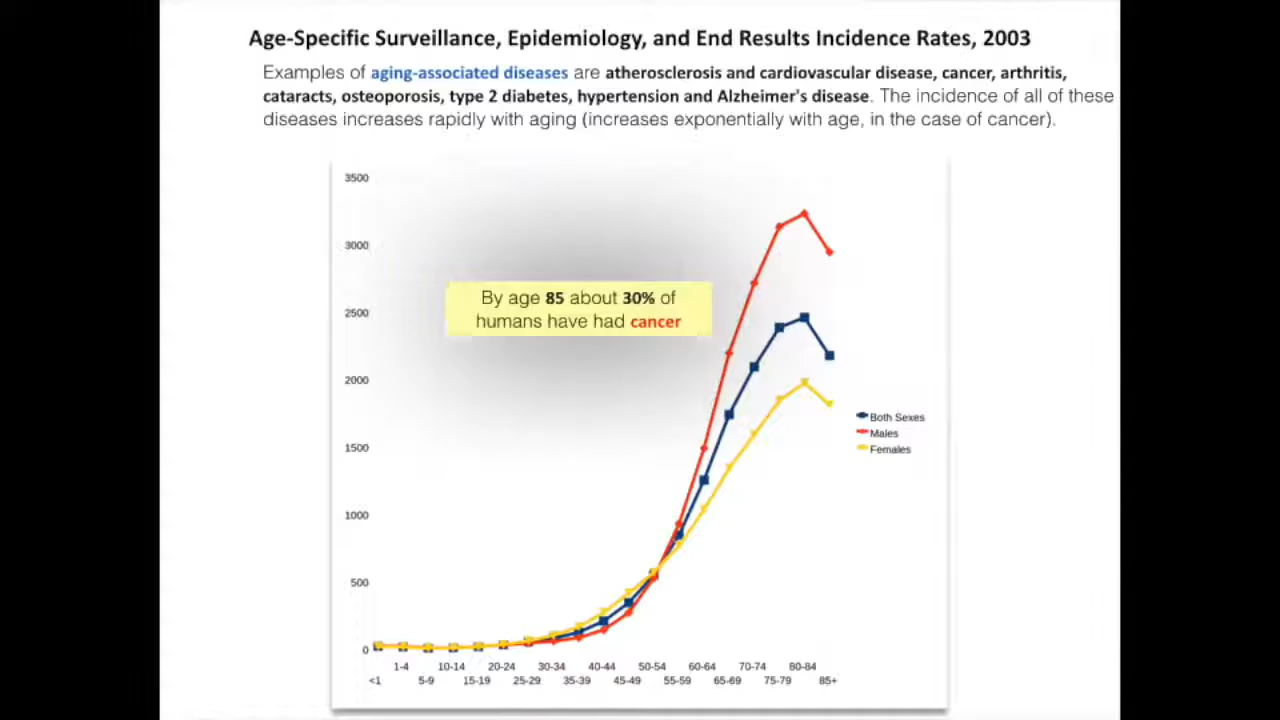 Age-Specific Surveillance, Epidemiology, and End Results Incidence Rates, 2003
Examples of aging-associated diseases are atherosclerosis and cardiovascular disease, cancer, arthritis,
cataracts, osteoporosis, type 2 diabetes, hypertension and Alzheimer's disease. The incidence of all of these
diseases increases rapidly with aging (increases exponentially with age, in the case of cancer).
3500
3000
By age 85 about 30% of
humans have had cancer
2500
2000
Both Sexes
Males
Females
1500
1000
500
0
1-4 10-14 20-24 30-34 40-44 50-54 60-64 70-74 80-84
<1 5-9 15-19 25-29 35-39 45-49 55-59 65-69 75-79 85+